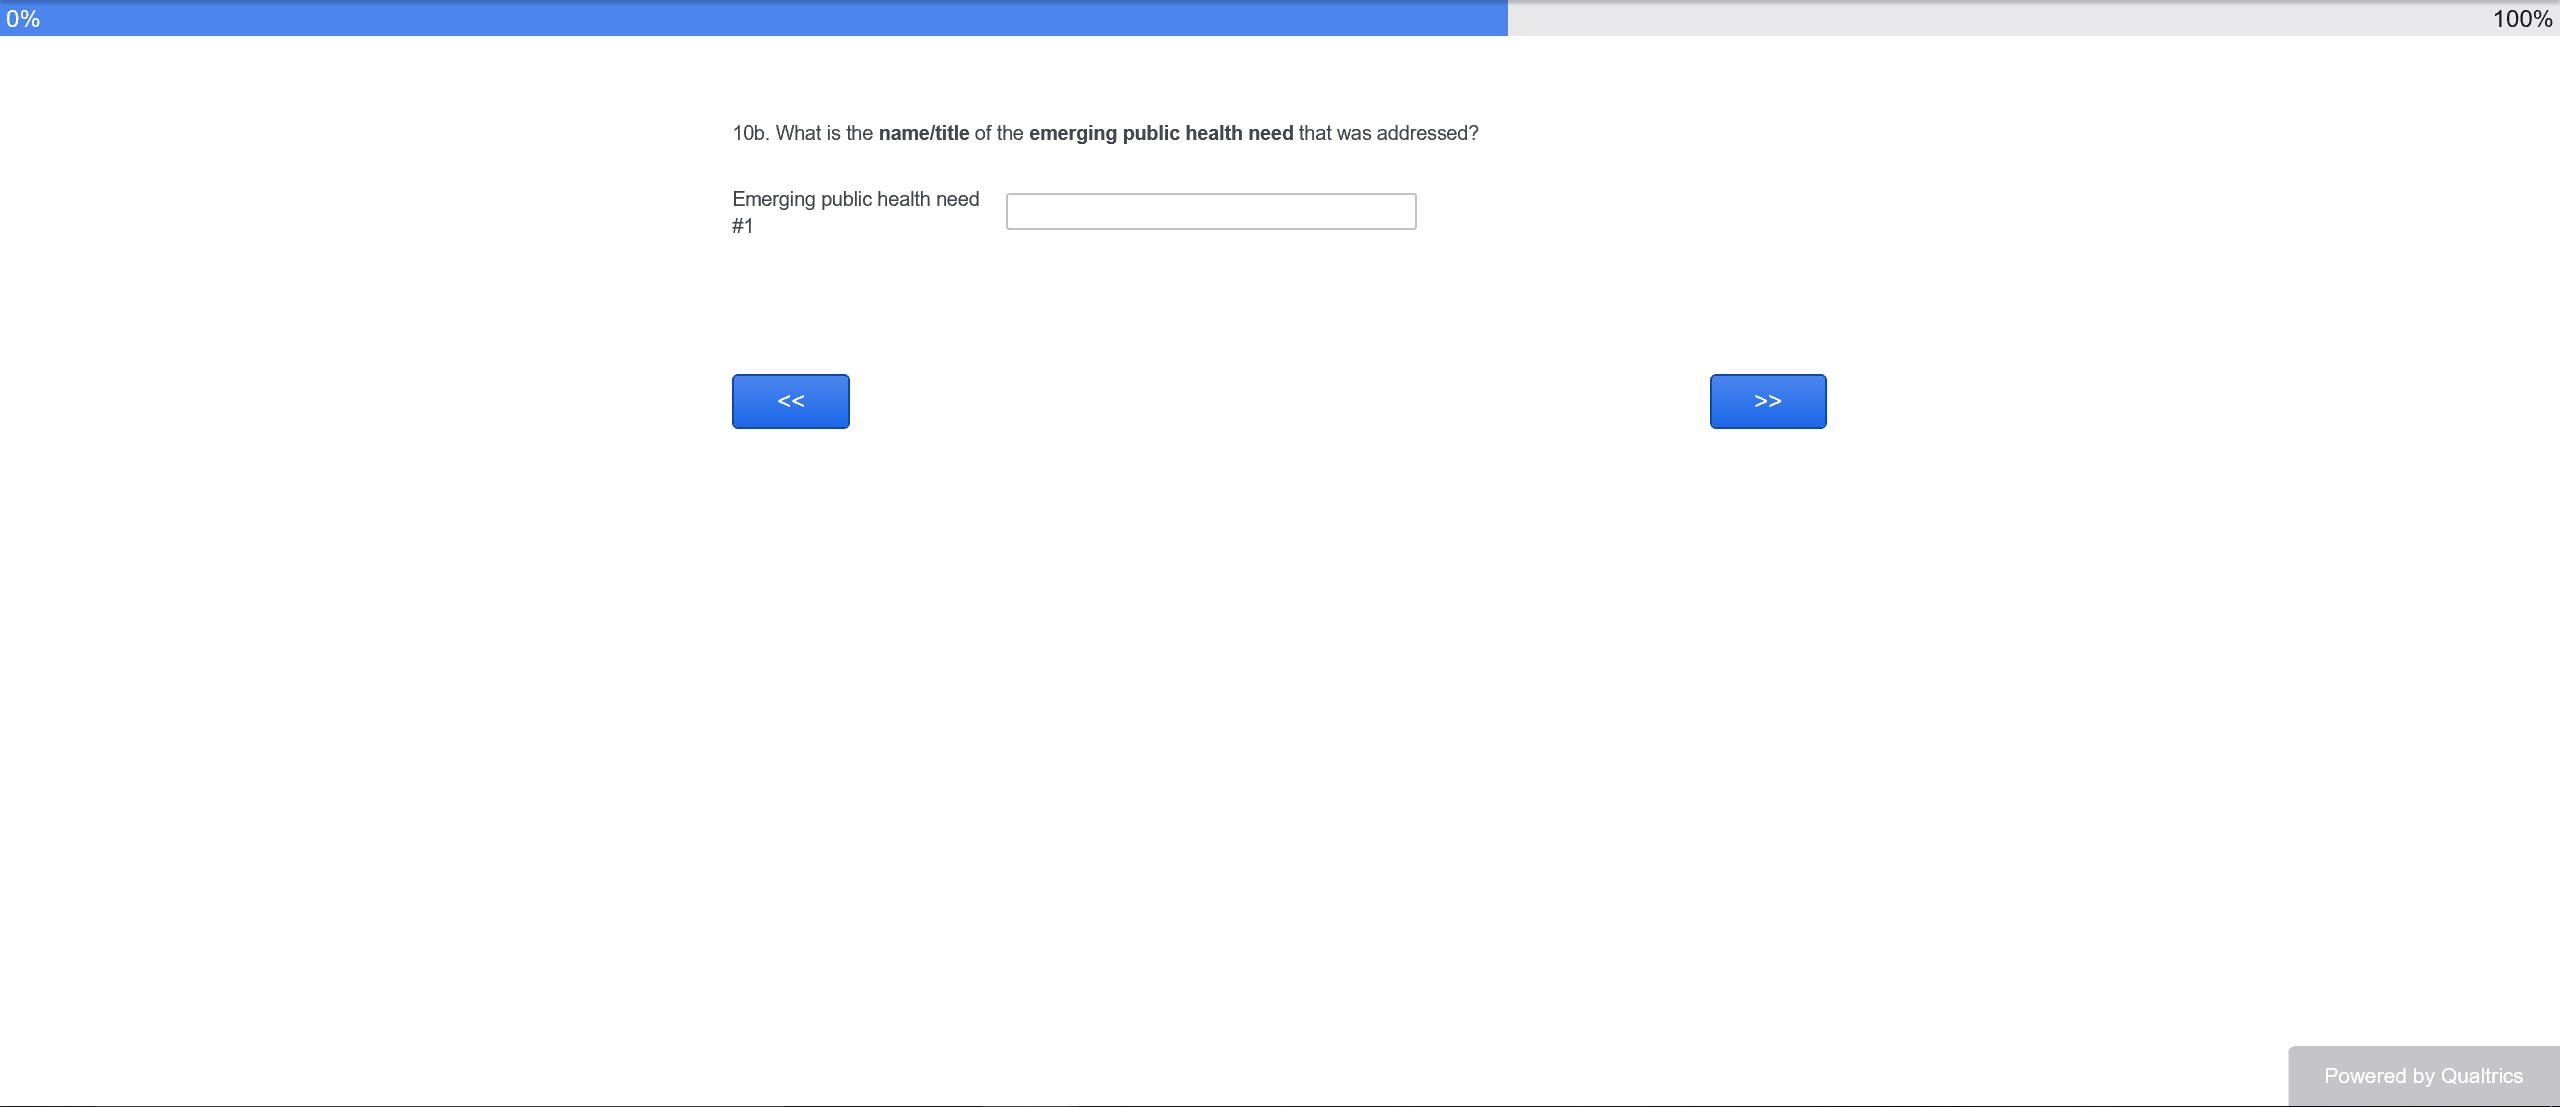 0%
100%
10b. What is the name/title of the emerging public health need that was addressed?
Emerging public health need
#1
<<
>>
Powered by Qualtrics